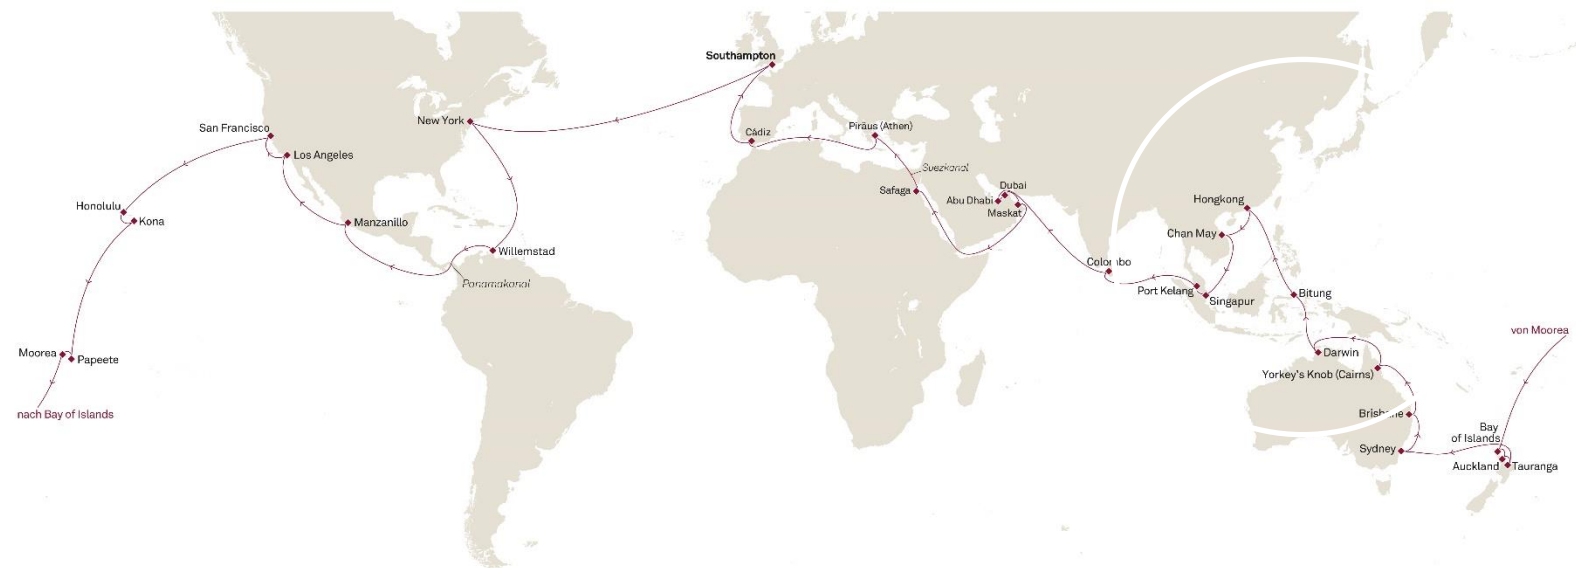 Southampton
New York
San Francisco
Los Angeles
Honolulu
Kona
Manzanillo
Willemstad
Panamakanal
Moorea
Papeete
nach Bay of Islands
Cádiz
Piräus (Athen)
Suezkanal
Safaga
Dubai
Abu Dhabi
Maskat
Hongkong
Chan May
Colombo
Port Kelang
Singapur
Bitung
von Moorea
Darwin
Yorkey's Knob (Cairns)
Brisbane
Bay
of Islands
Sydney
Auckland
Tauranga